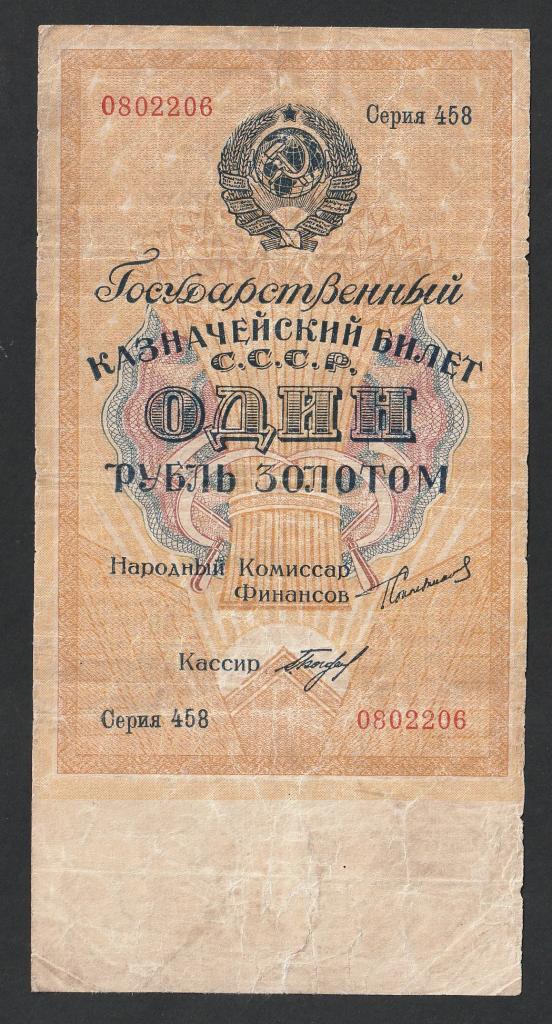 0802206 Серия 458
Государственный
КАЗНАЧЕЙСКИЙ БИЛЕТ
С.С.С.Р.
ОДИН
РУБЛЬ ЗОЛОТОМ
Народный Комиссар
Финансов
Кассир
Серия 458 0802206